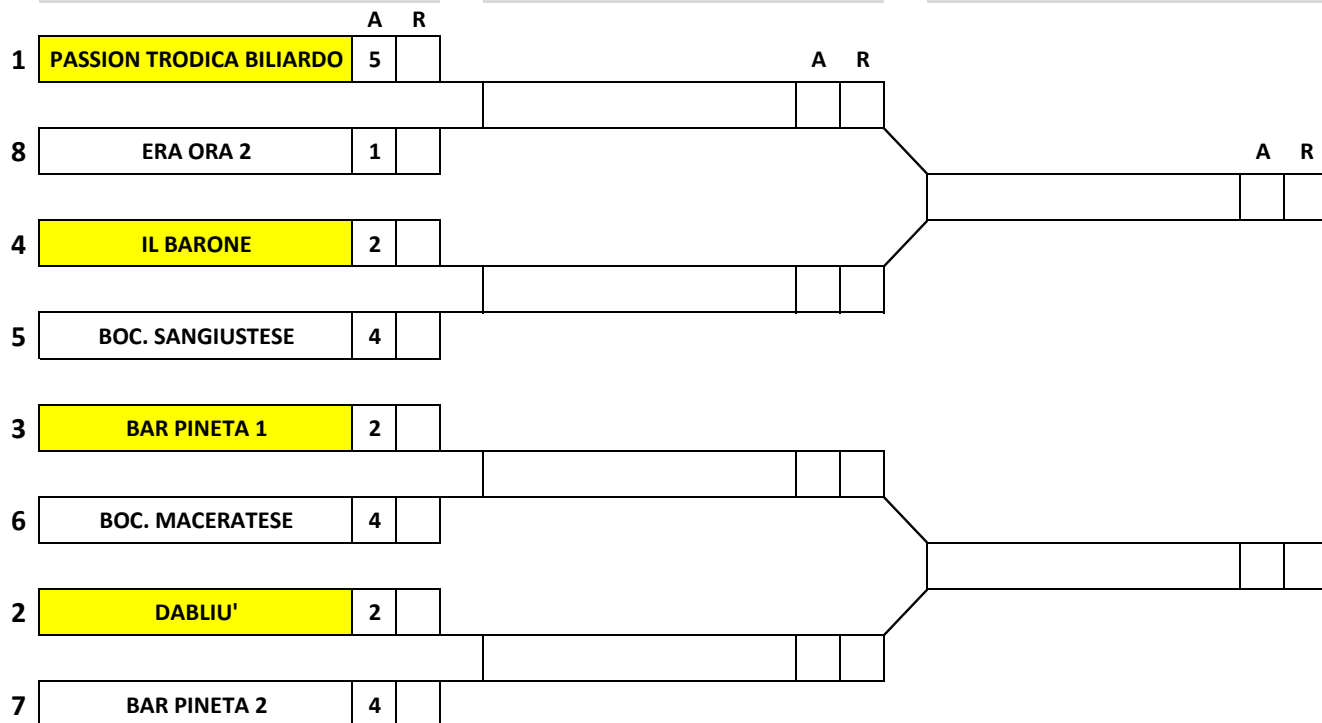 A R
1 PASSION TRODICA BILIARDO 5
A R
8 ERA ORA 2 1
A R
4 IL BARONE 2
5 BOC. SANGIUSTESE 4
3 BAR PINETA 1 2
6 BOC. MACERATESE 4
2 DABLIU' 2
7 BAR PINETA 2 4